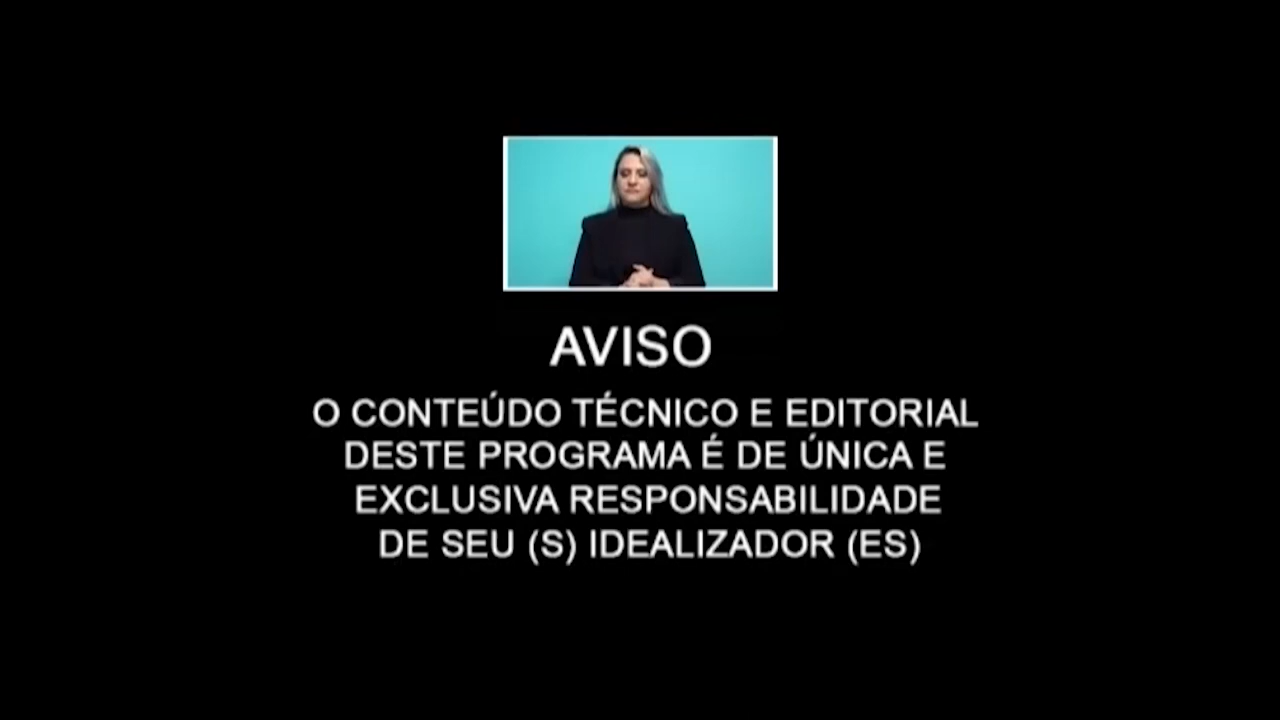 AVISO
O CONTEÚDO TÉCNICO E EDITORIAL
DESTE PROGRAMA É DE ÚNICA E
EXCLUSIVA RESPONSABILIDADE
DE SEU (S) IDEALIZADOR (ES)